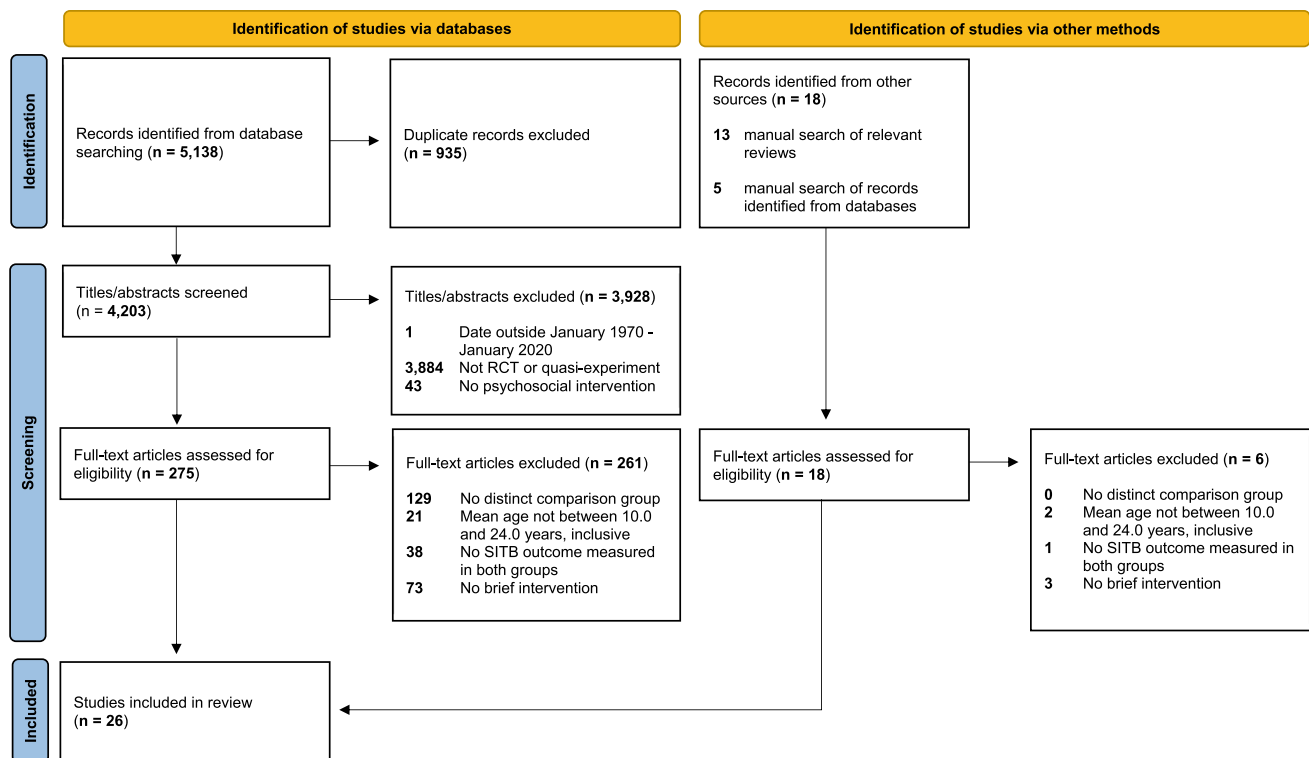 Identification of studies via databases
Identification of studies via other methods
Identification
Records identified from database
searching (n = 5,138)
Duplicate records excluded
(n = 935)
Records identified from other
sources (n = 18)
13 manual search of relevant
reviews
5 manual search of records
identified from databases
Screening
Titles/abstracts screened
(n = 4,203)
Titles/abstracts excluded (n = 3,928)
1 Date outside January 1970 -
January 2020
3,884 Not RCT or quasi-experiment
43 No psychosocial intervention
Full-text articles assessed for
eligibility (n = 275)
Full-text articles excluded (n = 261)
129 No distinct comparison group
21 Mean age not between 10.0
and 24.0 years, inclusive
38 No SITB outcome measured
in both groups
73 No brief intervention
Full-text articles assessed for
eligibility (n = 18)
Full-text articles excluded (n = 6)
0 No distinct comparison group
2 Mean age not between 10.0
and 24.0 years, inclusive
1 No SITB outcome measured in
both groups
3 No brief intervention
Included
Studies included in review
(n = 26)